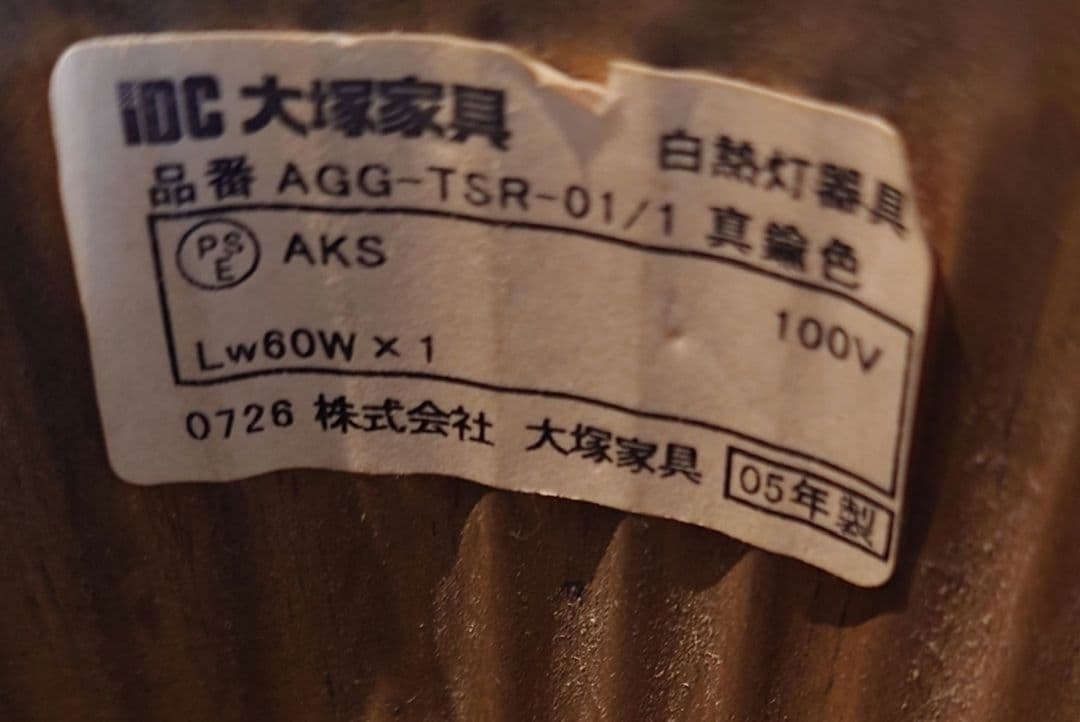 iDC 大塚家具
白熱灯器具
品番 AGG-TSR-01/1 真鍮色
PSE AKS
100V
Lw60W×1
0726 株式会社 大塚家具 05年製